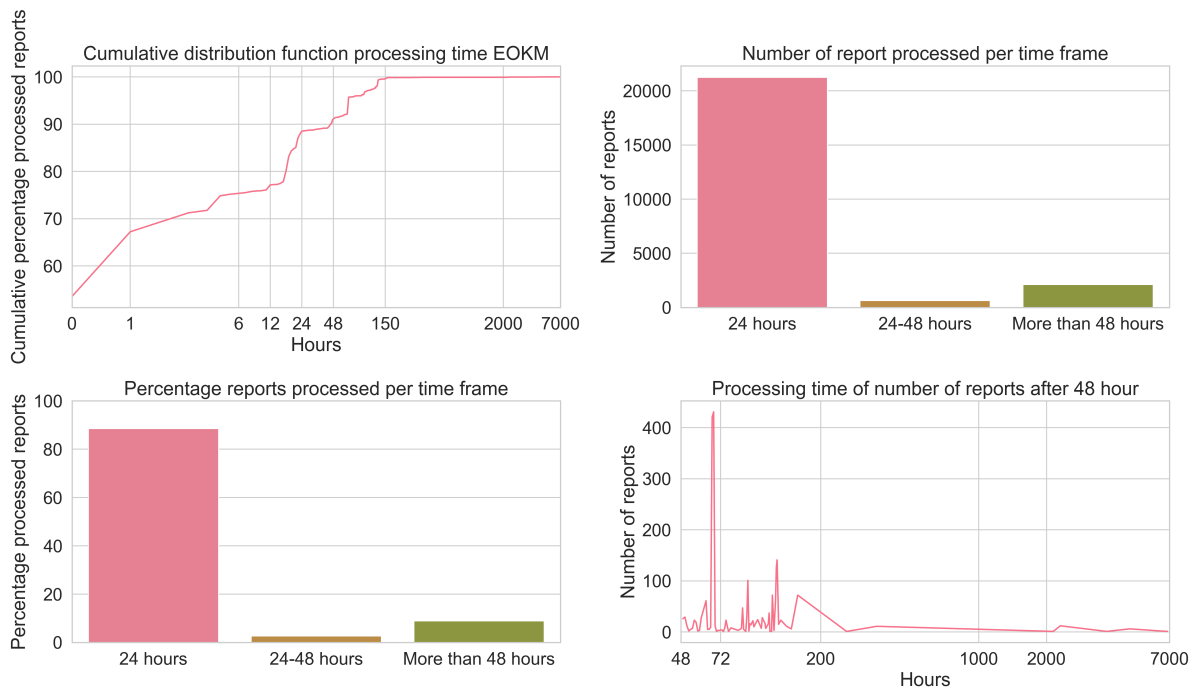 Cumulative distribution function processing time EOKM
Cumulative percentage processed reports
100
90
80
70
60
0 1 6 12 24 48 150 2000 7000
Hours
Number of report processed per time frame
Number of reports
20000
15000
10000
5000
0
24 hours 24-48 hours More than 48 hours
Percentage reports processed per time frame
Percentage processed reports
100
80
60
40
20
0
24 hours 24-48 hours More than 48 hours
Processing time of number of reports after 48 hour
Number of reports
400
300
200
100
0
48 72 200 1000 2000 7000
Hours